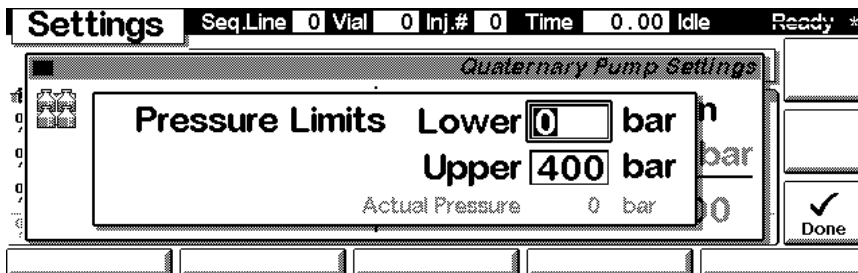 Settings Seq.Line 0 Vial 0 Inj.# 0 Time 0.00 Idle Ready *
Quaternary Pump Settings
Pressure Limits Lower 0 bar
Upper 400 bar
bar
Actual Pressure 0 bar
Done